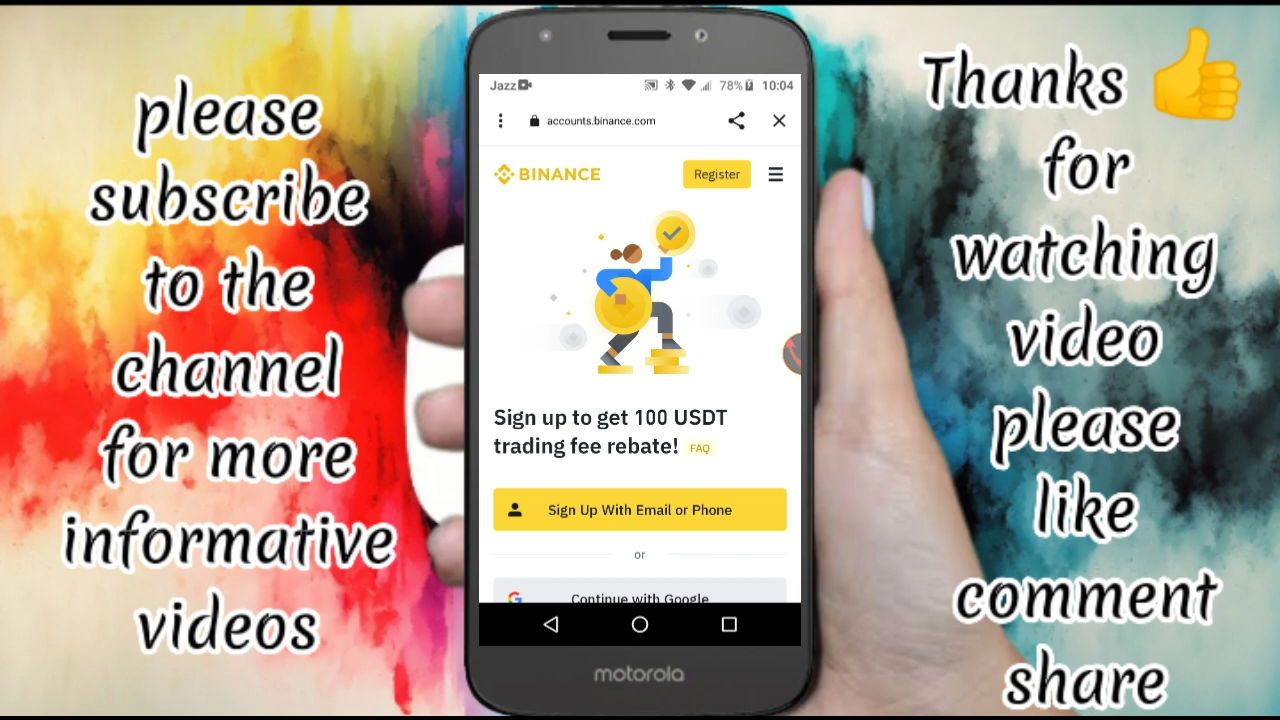 please
subscribe
to the
channel
for more
informative
videos
Jazz 78% 10:04
accounts.binance.com
BINANCE Register
Sign up to get 100 USDT
trading fee rebate! FAQ
Sign Up With Email or Phone
or
Continue with Google
motorola
Thanks
for
watching
video
please
like
comment
share